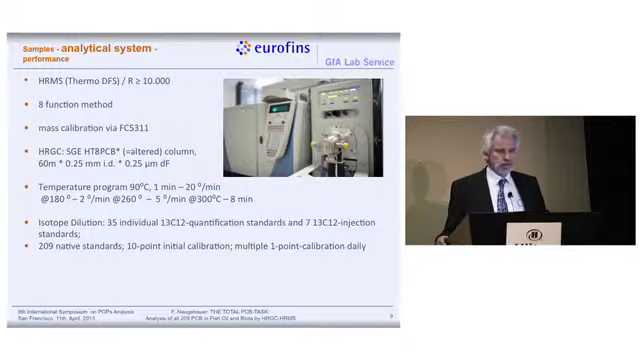 Samples - analytical system -
performance
eurofins
GfA Lab Service
HRMS (Thermo DFS) / R ≥ 10.000
8 function method
mass calibration via FC5311
HRGC: SGE HT8PCB* (=altered) column,
60m * 0.25 mm i.d.* 0.25 µm dF
Temperature program 90°C, 1 min – 20 °/min
@180 ° – 2 °/min @260 ° – 5 °/min @300°C – 8 min
Isotope Dilution: 35 individual 13C12-quantification standards and 7 13C12-injection
standards;
209 native standards; 10-point initial calibration; multiple 1-point-calibration daily
8th International Symposium on POPs Analysis
San Francisco, 11th April, 2013
F. Neugebauer: THE TOTAL PCB-TASK:
Analysis of all 209 PCB in Fish Oil and Biota by HRGC-HRMS
9